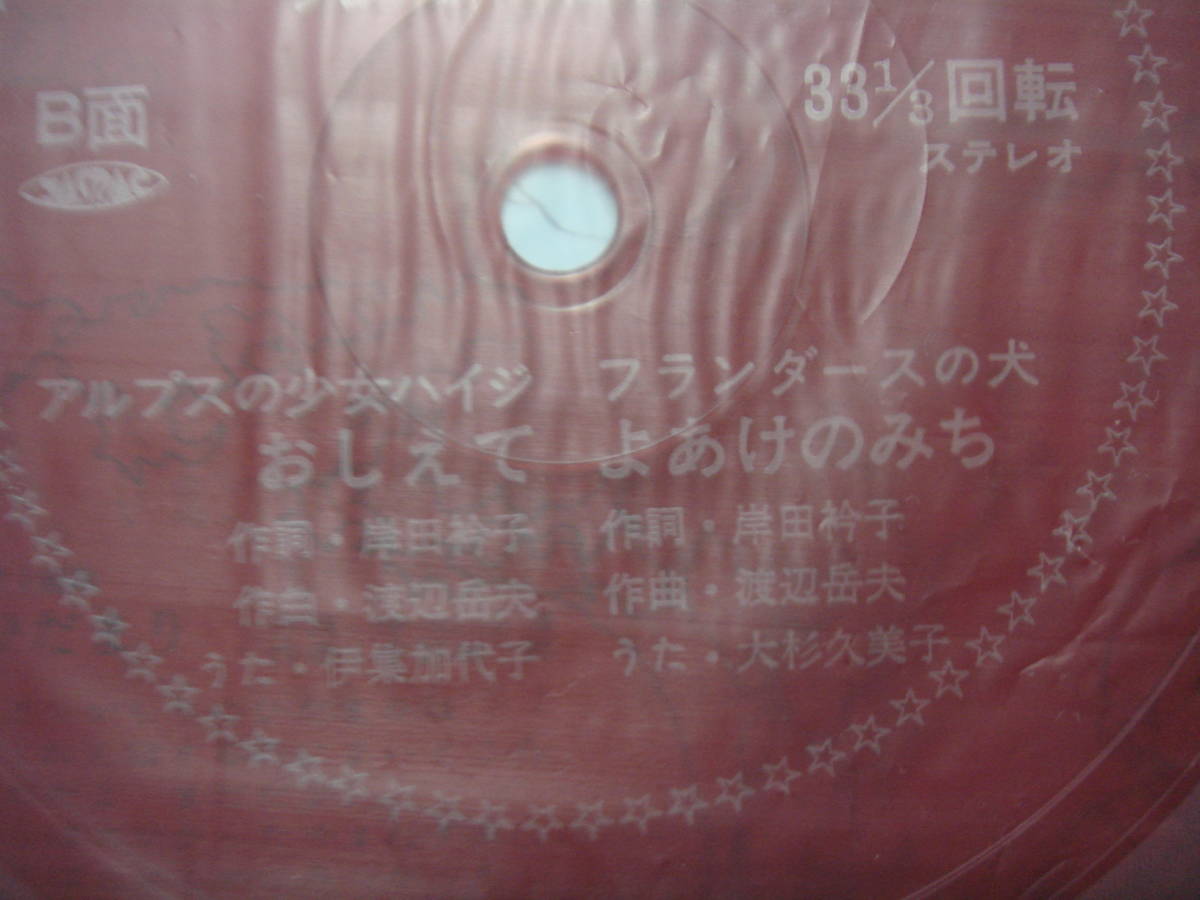 B面
33 1/3 回転
ステレオ
アルプスの少女ハイジ
おしえて
作詞・岸田衿子
作曲・渡辺岳夫
うた・伊集加代子
フランダースの犬
よあけのみち
作詞・岸田衿子
作曲・渡辺岳夫
うた・大杉久美子